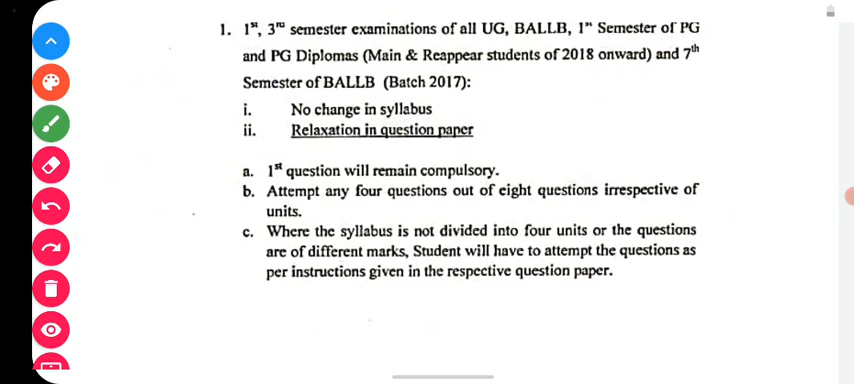 1. 1st, 3rd semester examinations of all UG, BALLB, 1st Semester of PG
and PG Diplomas (Main & Reappear students of 2018 onward) and 7th
Semester of BALLB (Batch 2017):
i. No change in syllabus
ii. Relaxation in question paper
a. 1st question will remain compulsory.
b. Attempt any four questions out of eight questions irrespective of
units.
c. Where the syllabus is not divided into four units or the questions
are of different marks, Student will have to attempt the questions as
per instructions given in the respective question paper.